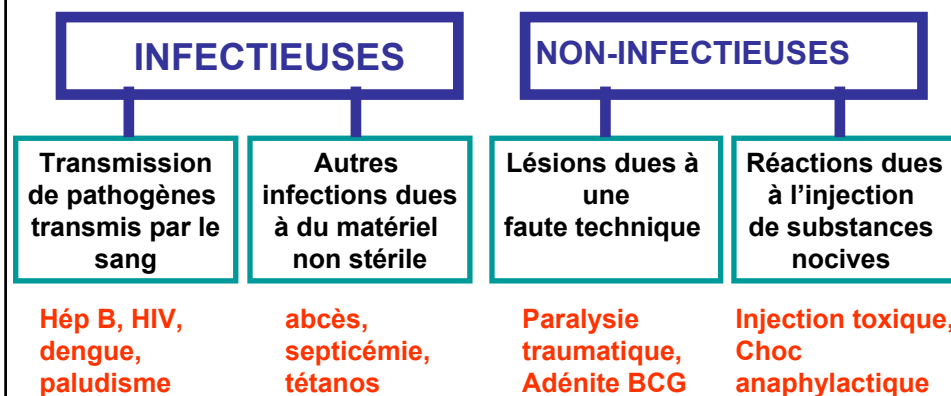 INFECTIEUSES
NON-INFECTIEUSES
Transmission
de pathogènes
transmis par le
sang
Autres
infections dues
à du matériel
non stérile
Lésions dues à
une
faute technique
Réactions dues
à l’injection
de substances
nocives
Hép B, HIV,
dengue,
paludisme
abcès,
septicémie,
tétanos
Paralysie
traumatique,
Adénite BCG
Injection toxique,
Choc
anaphylactique